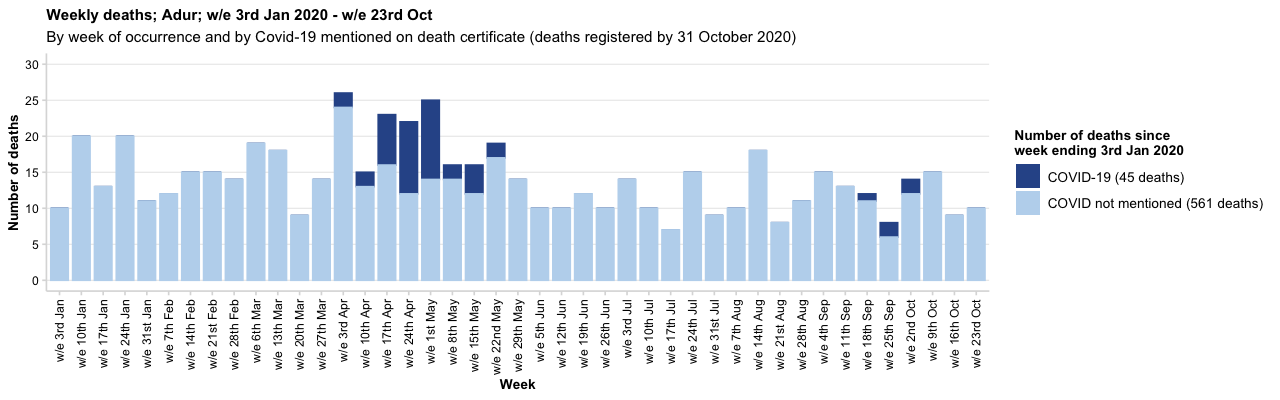 Weekly deaths; Adur; w/e 3rd Jan 2020 - w/e 23rd Oct
By week of occurrence and by Covid-19 mentioned on death certificate (deaths registered by 31 October 2020)
Number of deaths
30
25
20
15
10
5
0
w/e 3rd Jan
w/e 10th Jan
w/e 17th Jan
w/e 24th Jan
w/e 31st Jan
w/e 7th Feb
w/e 14th Feb
w/e 21st Feb
w/e 28th Feb
w/e 6th Mar
w/e 13th Mar
w/e 20th Mar
w/e 27th Mar
w/e 3rd Apr
w/e 10th Apr
w/e 17th Apr
w/e 24th Apr
w/e 1st May
w/e 8th May
w/e 15th May
w/e 22nd May
w/e 29th May
w/e 5th Jun
w/e 12th Jun
w/e 19th Jun
w/e 26th Jun
w/e 3rd Jul
w/e 10th Jul
w/e 17th Jul
w/e 24th Jul
w/e 31st Jul
w/e 7th Aug
w/e 14th Aug
w/e 21st Aug
w/e 28th Aug
w/e 4th Sep
w/e 11th Sep
w/e 18th Sep
w/e 25th Sep
w/e 2nd Oct
w/e 9th Oct
w/e 16th Oct
w/e 23rd Oct
Week
Number of deaths since
week ending 3rd Jan 2020
COVID-19 (45 deaths)
COVID not mentioned (561 deaths)